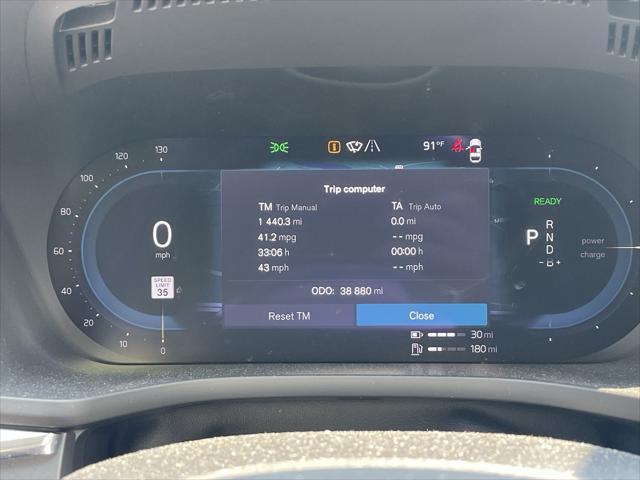 91°F
120
130
100
80
60
40
20
10
0
0
mph
SPEED
LIMIT
35
Trip computer
TM Trip Manual
1 440.3 mi
41.2 mpg
33:06 h
43 mph
TA Trip Auto
0.0 mi
-- mpg
00:00 h
-- mph
ODO: 38 880 mi
Reset TM
Close
READY
P
R
N
D
- B +
power
charge
30 mi
180 mi